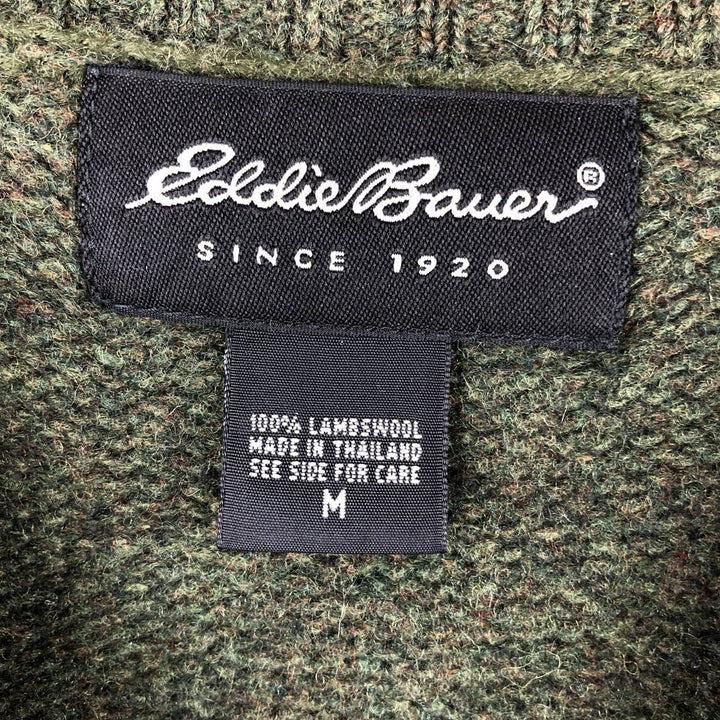 Eddie Bauer®
SINCE 1920
100% LAMBSWOOL
MADE IN THAILAND
SEE SIDE FOR CARE
M